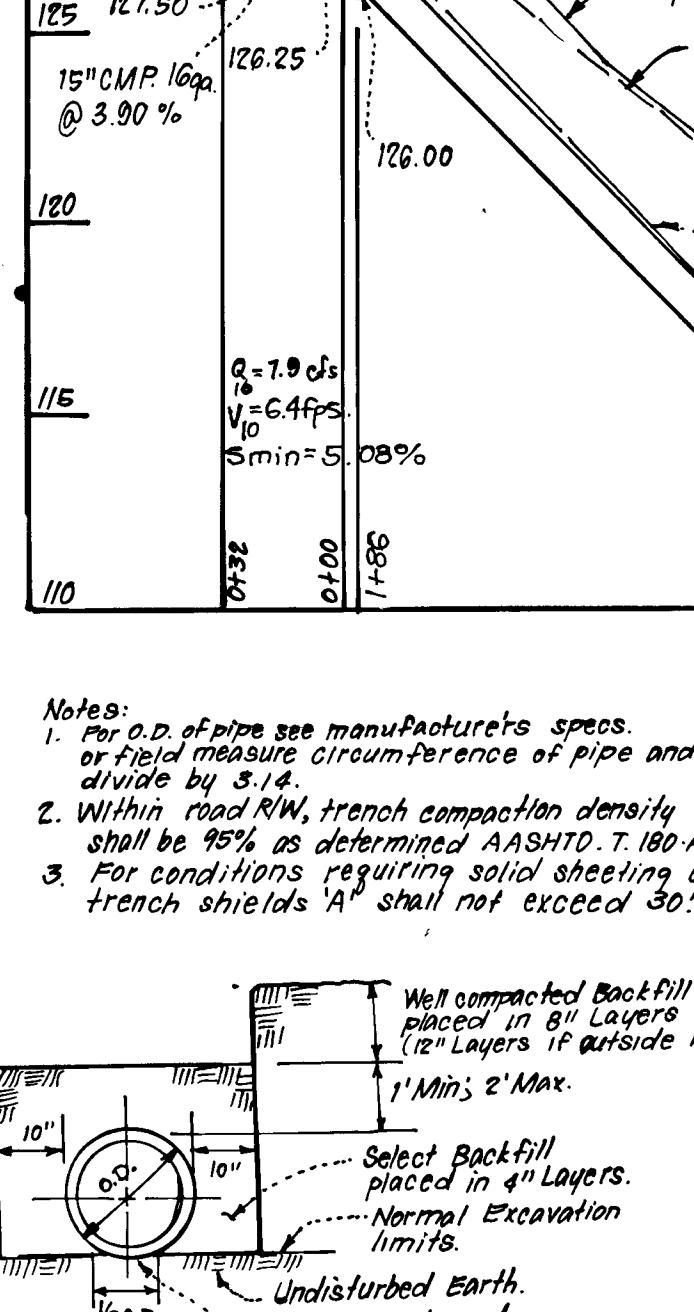 125
127.50
15" CMP. 16ga.
@ 3.90 %
126.25
126.00
120
Q=7.9 cfs
10
V10=6.4fps.
Smin=5.08%
115
110
0+32
0+00
1+86
Notes:
1. For O.D. of pipe see manufacture's specs.
or field measure circumference of pipe and
divide by 3.14.
2. Within road R/W, trench compaction density
shall be 95% as determined AASHTO. T. 180-
3. For conditions requiring solid sheeting
trench shields 'A' shall not exceed 30
Well compacted Backfill
placed in 8" Layers
(12" Layers if outside
1' Min; 2' Max.
10"
O.D.
10"
Select Backfill
placed in 4" Layers.
Normal Excavation
limits.
Undisturbed Earth.